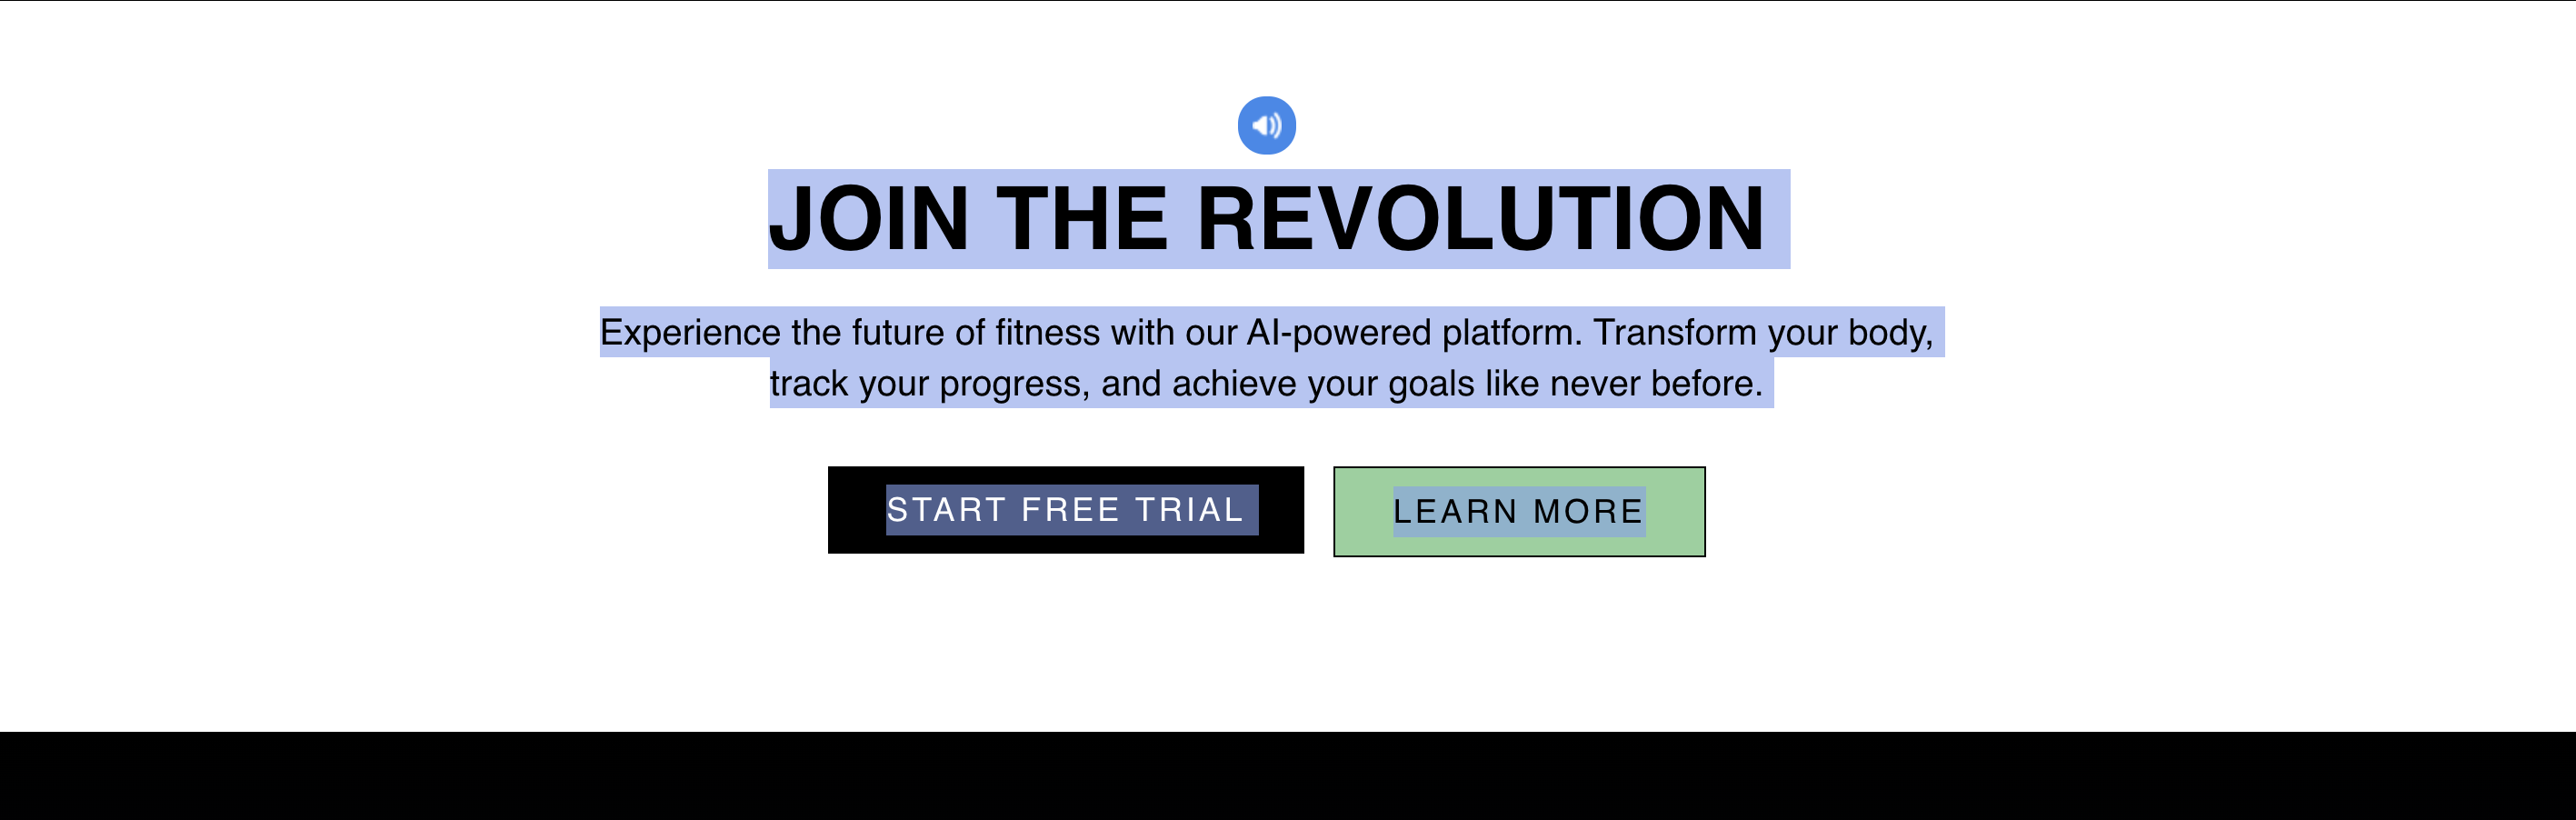 JOIN THE REVOLUTION
Experience the future of fitness with our AI-powered platform. Transform your body,
track your progress, and achieve your goals like never before.
START FREE TRIAL
LEARN MORE